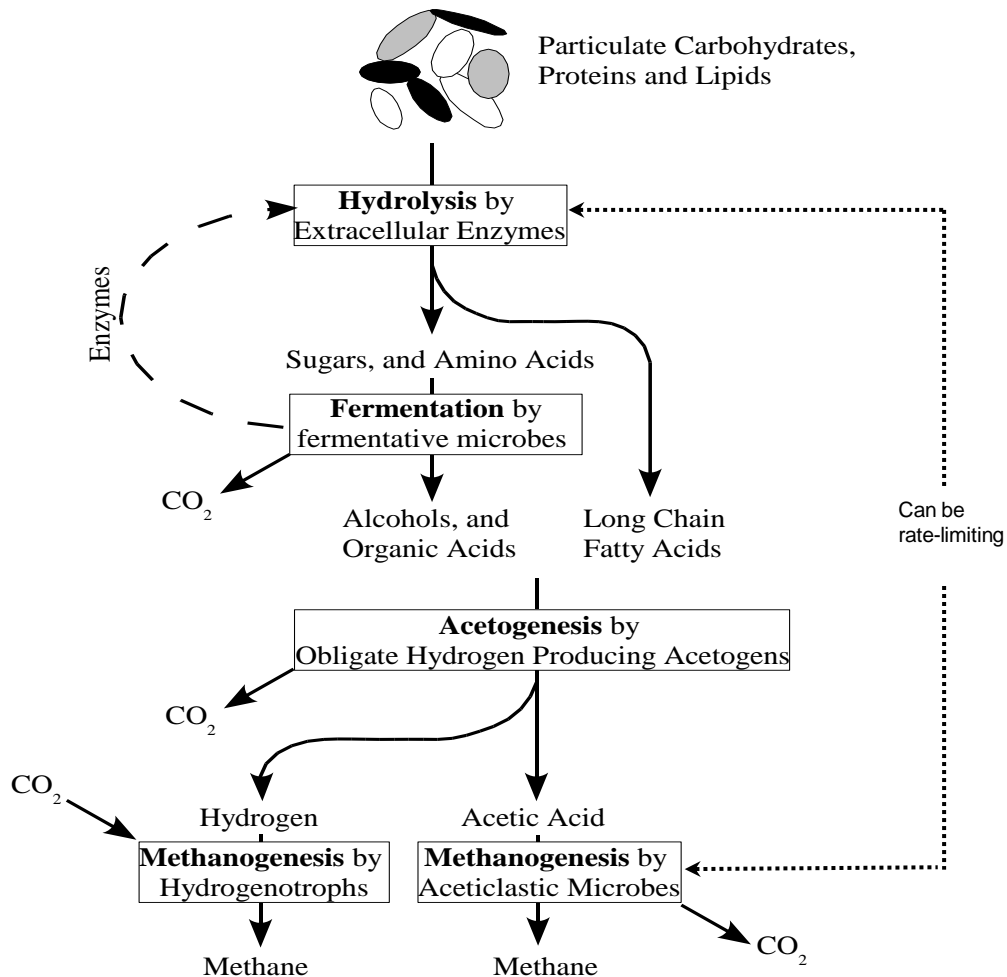 Particulate Carbohydrates,
Proteins and Lipids
Hydrolysis by
Extracellular Enzymes
Enzymes
Sugars, and Amino Acids
Fermentation by
fermentative microbes
CO₂
Alcohols, and
Organic Acids
Long Chain
Fatty Acids
Can be
rate-limiting
Acetogenesis by
Obligate Hydrogen Producing Acetogens
CO₂
CO₂
Hydrogen
Acetic Acid
Methanogenesis by
Hydrogenotrophs
Methanogenesis by
Aceticlastic Microbes
CO₂
Methane
Methane